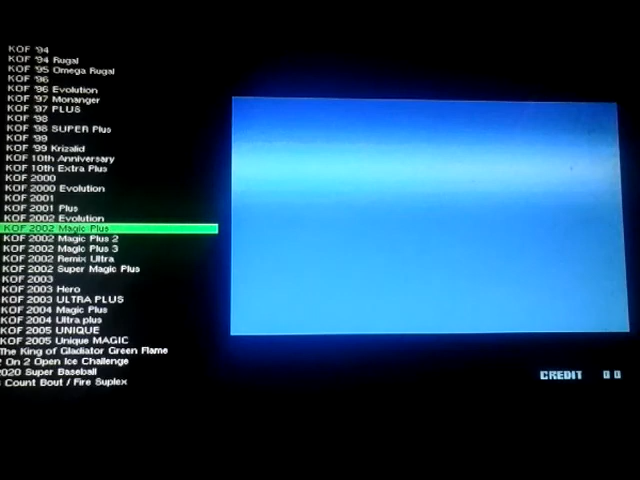 KOF '94
KOF '94 Rugal
KOF '95 Omega Rugal
KOF '96
KOF '96 Evolution
KOF '97 Monanger
KOF '97 PLUS
KOF '98
KOF '98 SUPER Plus
KOF '99
KOF '99 Krizalid
KOF 10th Anniversary
KOF 10th Extra Plus
KOF 2000
KOF 2000 Evolution
KOF 2001
KOF 2001 Plus
KOF 2002 Evolution
KOF 2002 Magic Plus
KOF 2002 Magic Plus 2
KOF 2002 Magic Plus 3
KOF 2002 Remix Ultra
KOF 2002 Super Magic Plus
KOF 2003
KOF 2003 Hero
KOF 2003 ULTRA PLUS
KOF 2004 Magic Plus
KOF 2004 Ultra plus
KOF 2005 UNIQUE
KOF 2005 Unique MAGIC
The King of Gladiator Green Flame
2 On 2 Open Ice Challenge
2020 Super Baseball
3 Count Bout / Fire Suplex
CREDIT 00